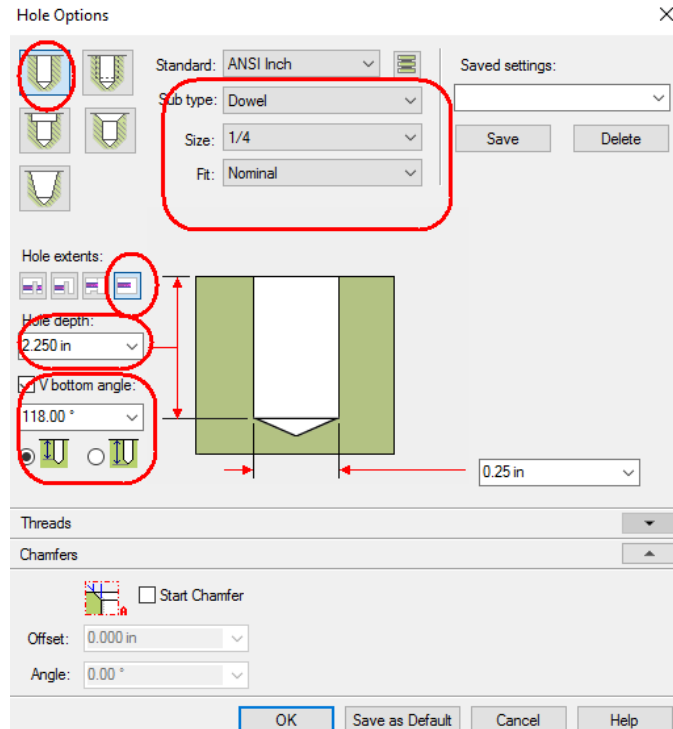 Hole Options
Standard: ANSI Inch
Saved settings:
Sub type: Dowel
Size: 1/4
Save Delete
Fit: Nominal
Hole extents:
Hole depth:
2.250 in
V bottom angle:
118.00 °
0.25 in
Threads
Chamfers
A
Start Chamfer
Offset: 0.000 in
Angle: 0.00 °
OK Save as Default Cancel Help